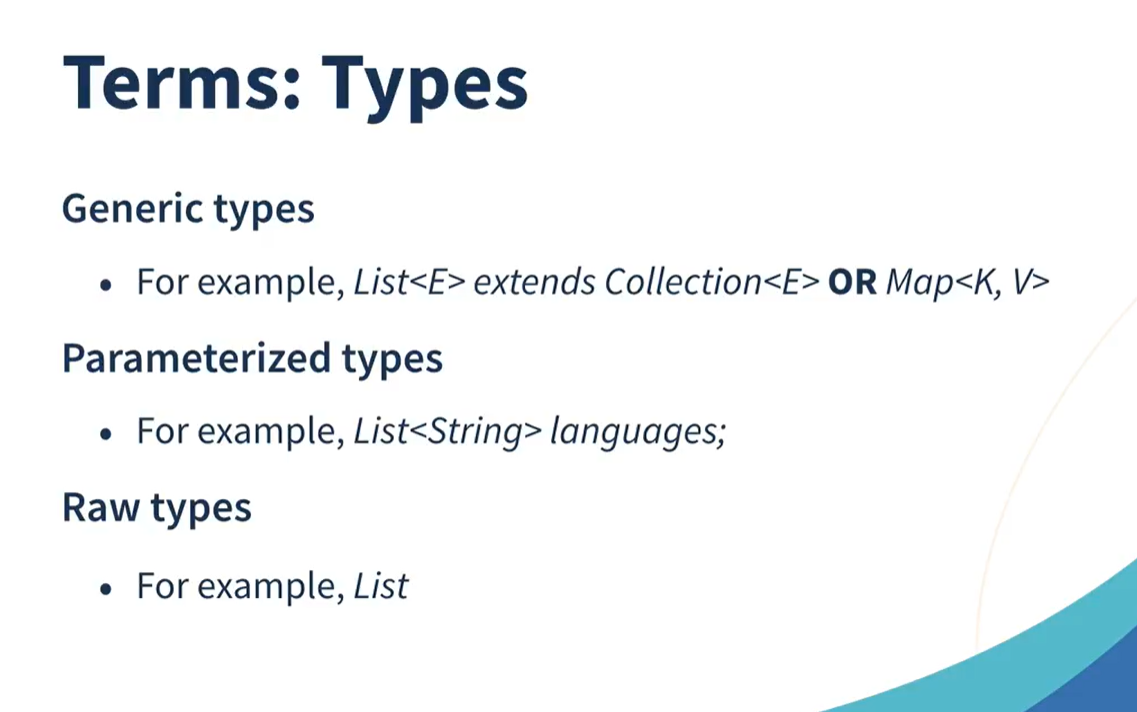 Terms: Types
Generic types
• For example, List<E> extends Collection<E> OR Map<K, V>
Parameterized types
• For example, List<String> languages;
Raw types
• For example, List